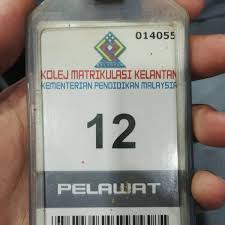 014055
KOLEJ MATRIKULASI KELANTAN
KEMENTERIAN PENDIDIKAN MALAYSIA
12
PELAWAT